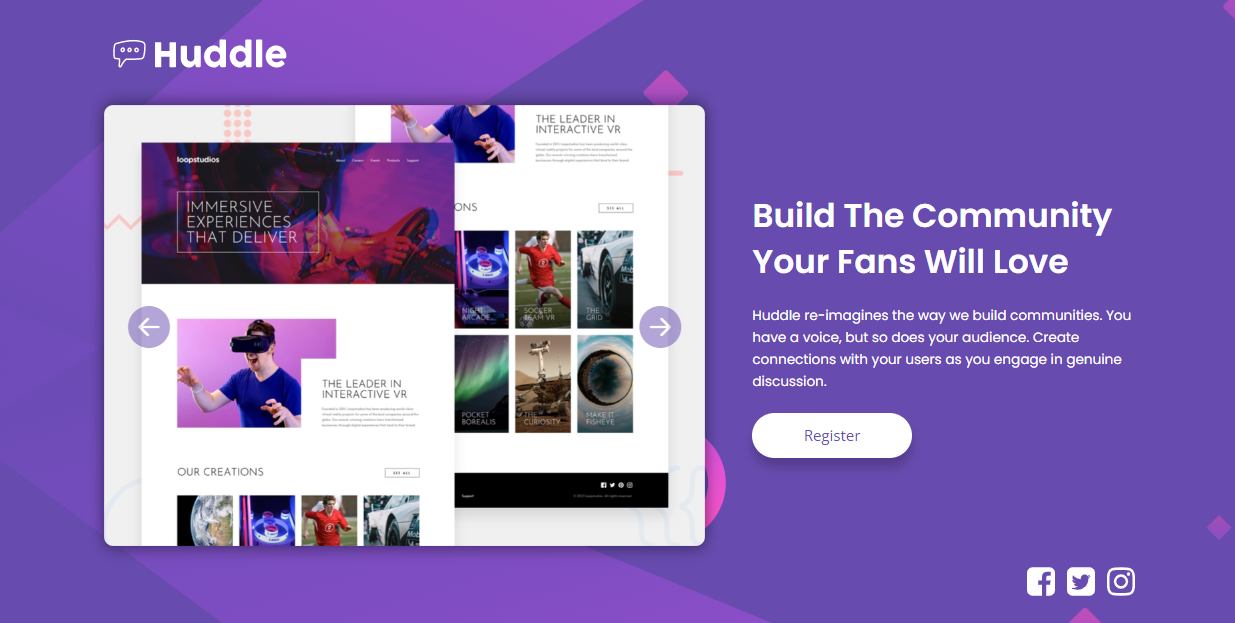 Huddle
THE LEADER IN
INTERACTIVE VR
loopstudios
About Careers Events Products Support
IMMERSIVE
EXPERIENCES
THAT DELIVER
ONS
SEE ALL
NIGHT
ARCADE
SOCCER
TEAM VR
THE
GRID
THE LEADER IN
INTERACTIVE VR
POCKET
BOREALIS
THE
CURIOSITY
MAKE IT
FISHEYE
OUR CREATIONS
SEE ALL
Support
Build The Community
Your Fans Will Love
Huddle re-imagines the way we build communities. You
have a voice, but so does your audience. Create
connections with your users as you engage in genuine
discussion.
Register